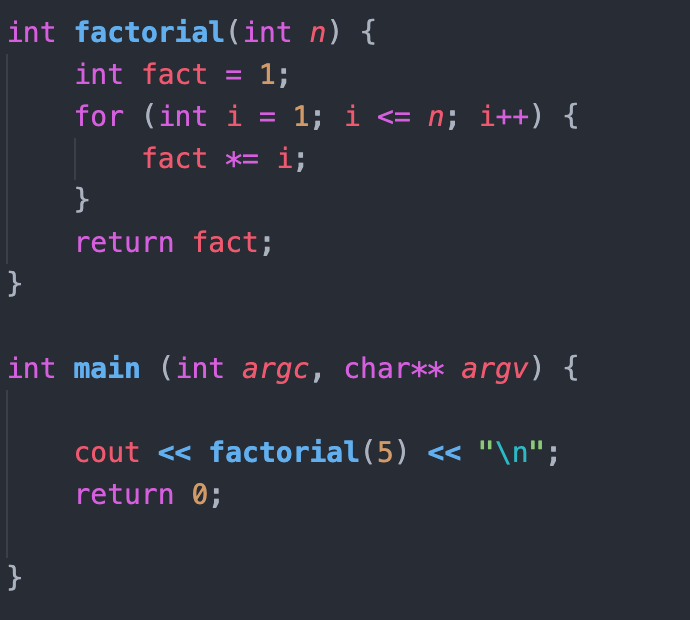 int factorial(int n) {
    int fact = 1;
    for (int i = 1; i <= n; i++) {
        fact *= i;
    }
    return fact;
}
int main (int argc, char** argv) {
    cout << factorial(5) << "\n";
    return 0;
}